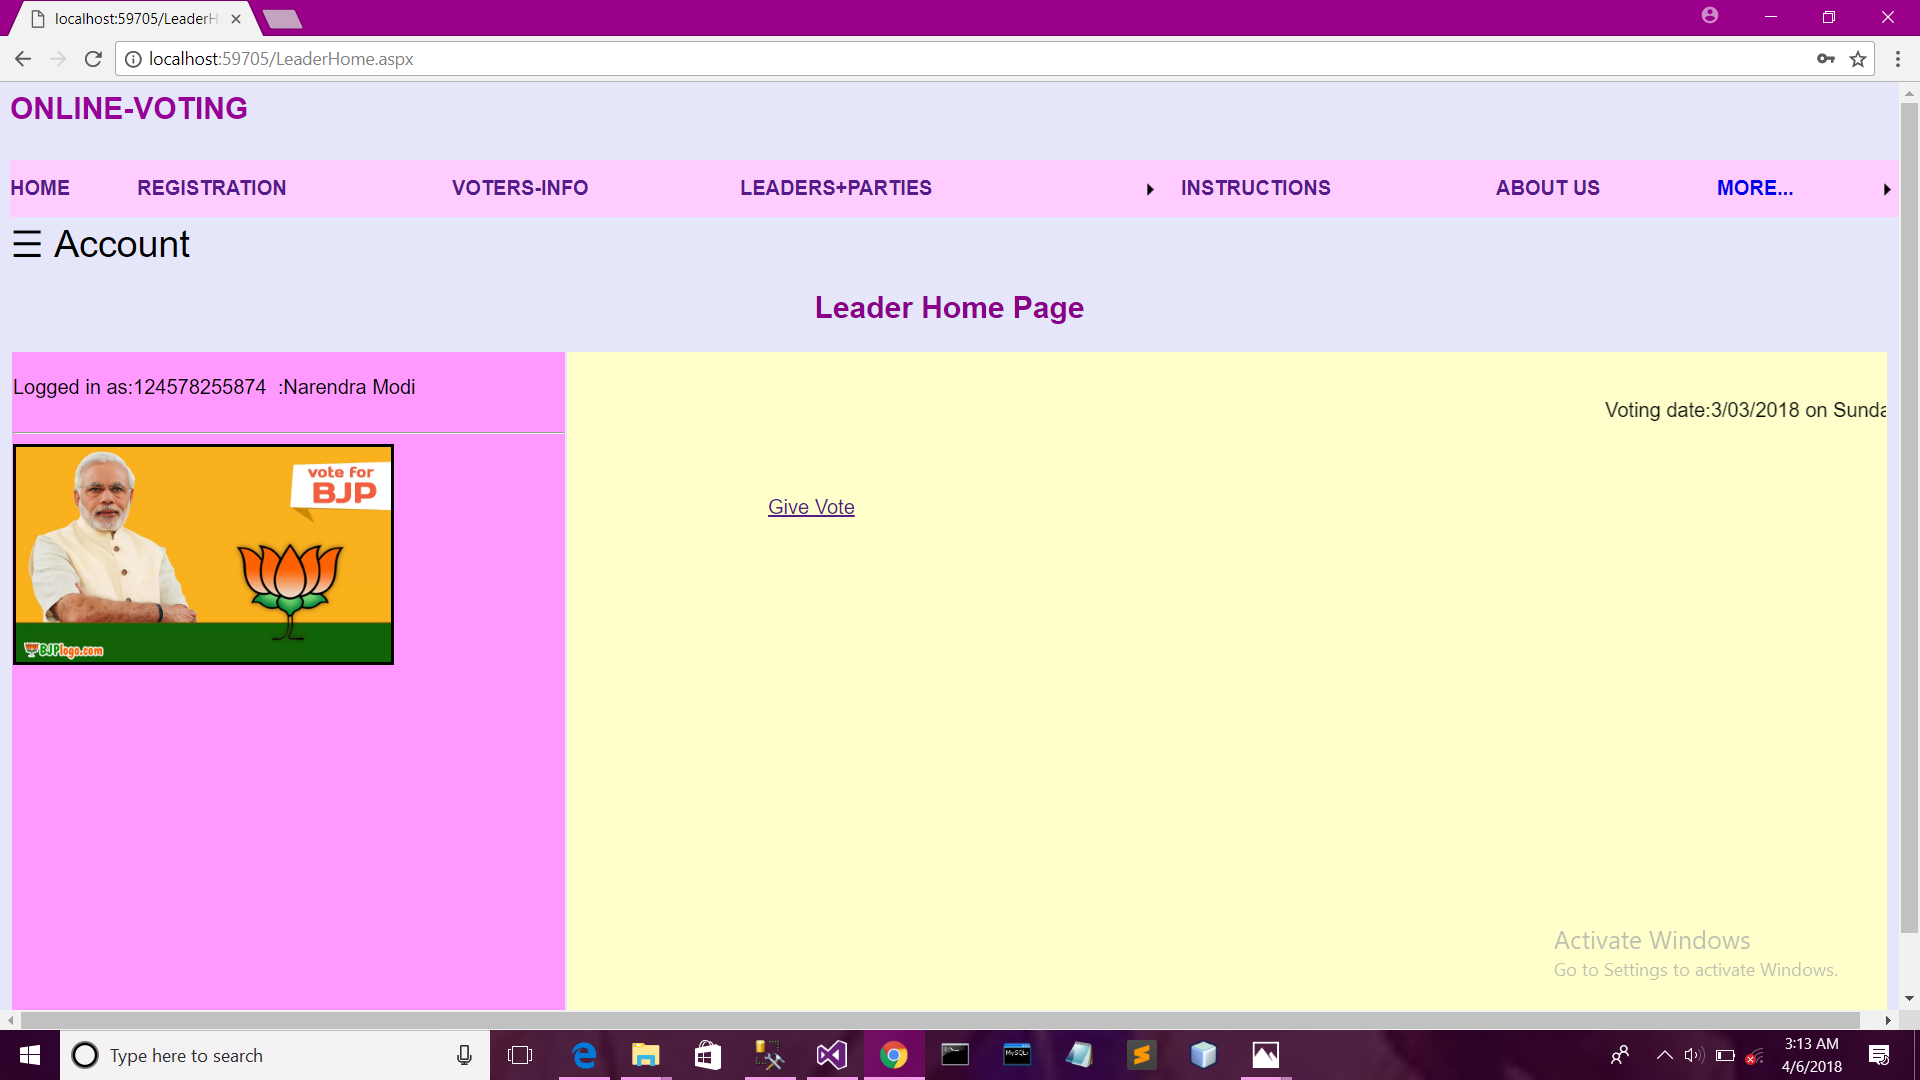 localhost:59705/LeaderH
localhost:59705/LeaderHome.aspx
ONLINE-VOTING
HOME REGISTRATION VOTERS-INFO LEADERS+PARTIES INSTRUCTIONS ABOUT US MORE...
☰ Account
Leader Home Page
Logged in as:124578255874 :Narendra Modi
Voting date:3/03/2018 on Sunda
vote for
BJP
Give Vote
BJPlogo.com
Activate Windows
Go to Settings to activate Windows.
Type here to search
MySQL
3:13 AM
4/6/2018